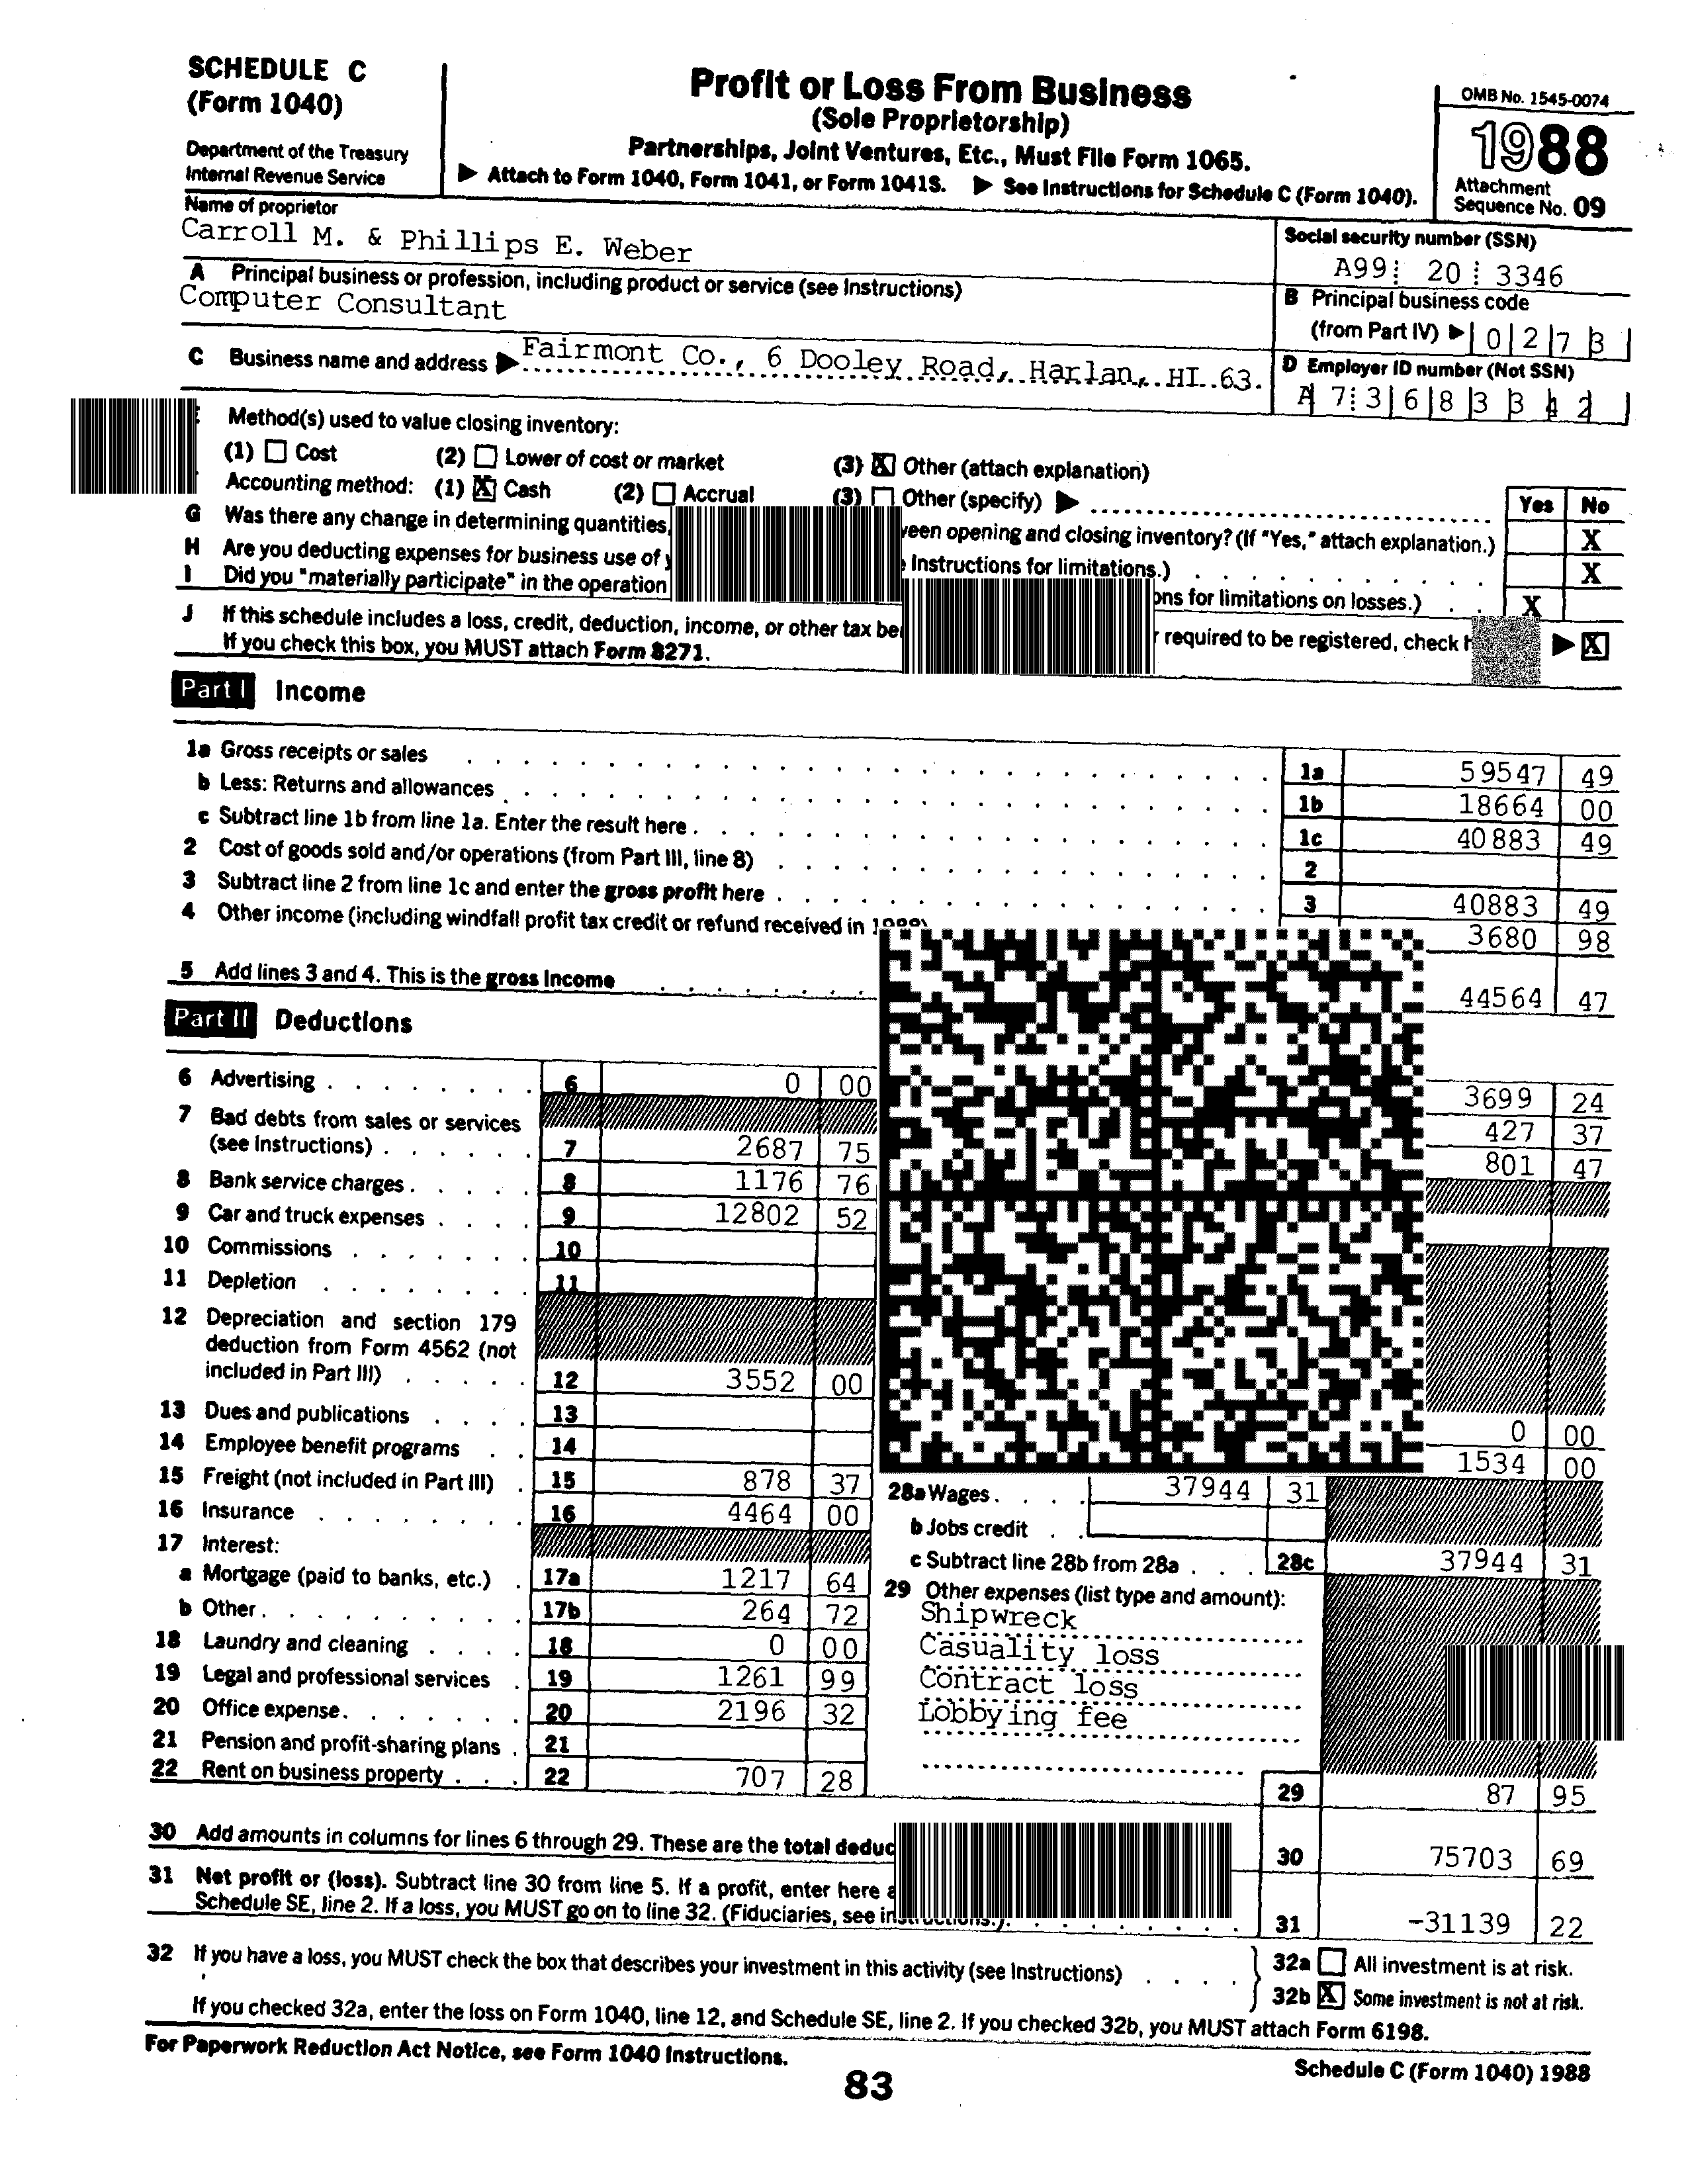 SCHEDULE C
(Form 1040)
Department of the Treasury
Internal Revenue Service
Profit or Loss From Business
(Sole Proprietorship)
Partnerships, Joint Ventures, Etc., Must File Form 1065.
▶ Attach to Form 1040, Form 1041, or Form 1041S. ▶ See Instructions for Schedule C (Form 1040).
OMB No. 1545-0074
1988
Attachment
Sequence No. 09
Name of proprietor
Carroll M. & Phillips E. Weber
Social security number (SSN)
A99 20 3346
A Principal business or profession, including product or service (see Instructions)
Computer Consultant
B Principal business code
(from Part IV) ▶ 0 2 7 3
C Business name and address ▶ Fairmont Co., 6 Dooley Road, Harlan, HI 63.
D Employer ID number (Not SSN)
A 7 3 6 8 3 3 4 2
Method(s) used to value closing inventory:
(1) ☐ Cost (2) ☐ Lower of cost or market (3) ☒ Other (attach explanation)
Accounting method: (1) ☒ Cash (2) ☐ Accrual (3) ☐ Other (specify) ▶
Yes No
G Was there any change in determining quantities, opening and closing inventory? (If "Yes," attach explanation.) X
H Are you deducting expenses for business use of Instructions for limitations.) X
I Did you "materially participate" in the operation for limitations on losses.) X
J If this schedule includes a loss, credit, deduction, income, or other tax required to be registered, check ▶ ☒
If you check this box, you MUST attach Form 8271.
Part I Income
1a Gross receipts or sales 1a 59547 49
b Less: Returns and allowances 1b 18664 00
c Subtract line 1b from line 1a. Enter the result here 1c 40883 49
2 Cost of goods sold and/or operations (from Part III, line 8) 2
3 Subtract line 2 from line 1c and enter the gross profit here 3 40883 49
4 Other income (including windfall profit tax credit or refund received in 1988) 3680 98
5 Add lines 3 and 4. This is the gross income 44564 47
Part II Deductions
6 Advertising 6 0 00
7 Bad debts from sales or services
(see Instructions) 7 2687 75
8 Bank service charges 8 1176 76
9 Car and truck expenses 9 12802 52
10 Commissions 10
11 Depletion 11
12 Depreciation and section 179
deduction from Form 4562 (not
included in Part III) 12 3552 00
13 Dues and publications 13
14 Employee benefit programs 14
15 Freight (not included in Part III) 15 878 37
16 Insurance 16 4464 00
17 Interest:
a Mortgage (paid to banks, etc.) 17a 1217 64
b Other 17b 264 72
18 Laundry and cleaning 18 0 00
19 Legal and professional services 19 1261 99
20 Office expense 20 2196 32
21 Pension and profit-sharing plans 21
22 Rent on business property 22 707 28
3699 24
427 37
801 47
0 00
1534 00
28a Wages 37944 31
b Jobs credit
c Subtract line 28b from 28a 28c 37944 31
29 Other expenses (list type and amount):
Shipwreck
Casuality loss
Contract loss
Lobbying fee
29 87 95
30 Add amounts in columns for lines 6 through 29. These are the total 30 75703 69
31 Net profit or (loss). Subtract line 30 from line 5. If a profit, enter here
Schedule SE, line 2. If a loss, you MUST go on to line 32. (Fiduciaries, see instructions.) 31 -31139 22
32 If you have a loss, you MUST check the box that describes your investment in this activity (see Instructions) 32a ☐ All investment is at risk.
32b ☒ Some investment is not at risk.
If you checked 32a, enter the loss on Form 1040, line 12, and Schedule SE, line 2. If you checked 32b, you MUST attach Form 6198.
For Paperwork Reduction Act Notice, see Form 1040 Instructions.
Schedule C (Form 1040) 1988
83